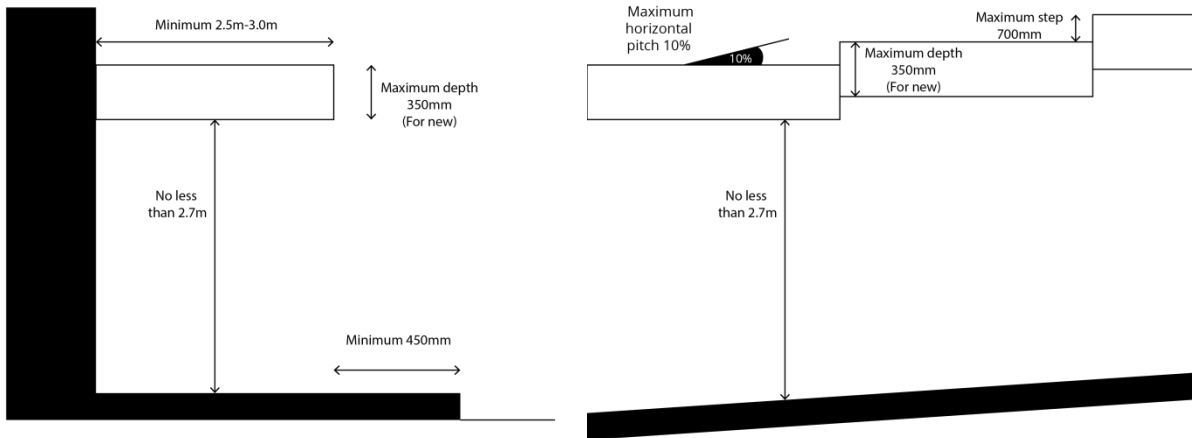 Minimum 2.5m-3.0m
Maximum depth
350mm
(For new)
No less
than 2.7m
Minimum 450mm
Maximum
horizontal
pitch 10%
10%
Maximum step
700mm
Maximum depth
350mm
(For new)
No less
than 2.7m